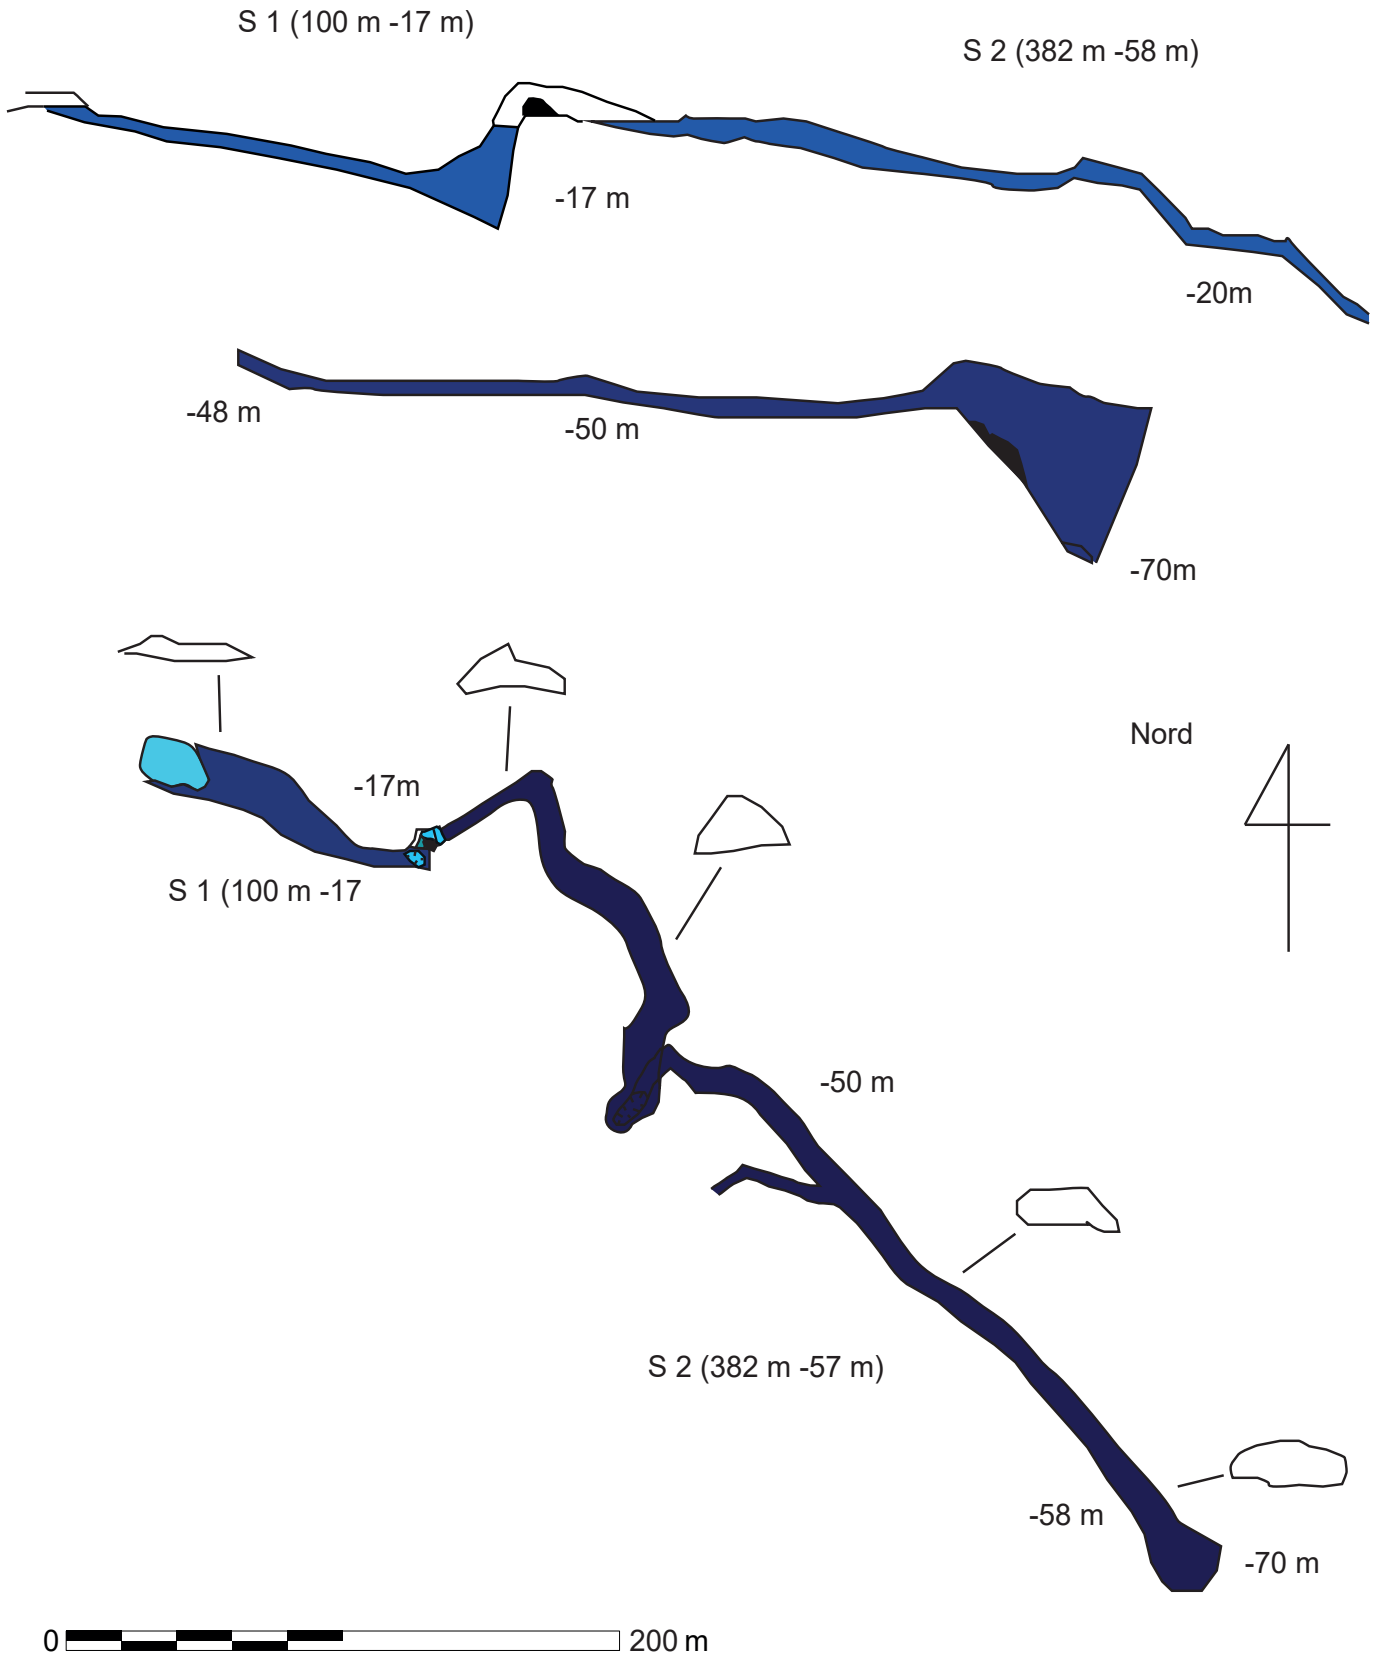 S 1 (100 m -17 m)
S 2 (382 m -58 m)
-17 m
-20m
-48 m
-50 m
-70m
Nord
-17m
S 1 (100 m -17
-50 m
S 2 (382 m -57 m)
-58 m
-70 m
0 200 m